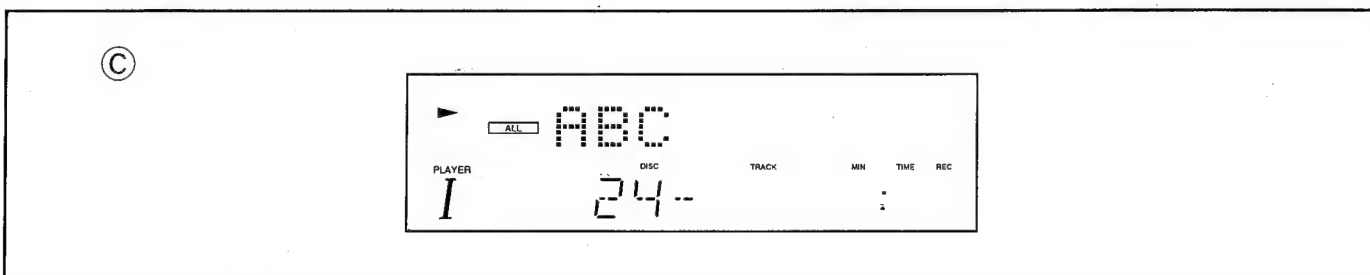 Ⓒ
ALL ABC
PLAYER DISC TRACK MIN TIME REC
I 24- :